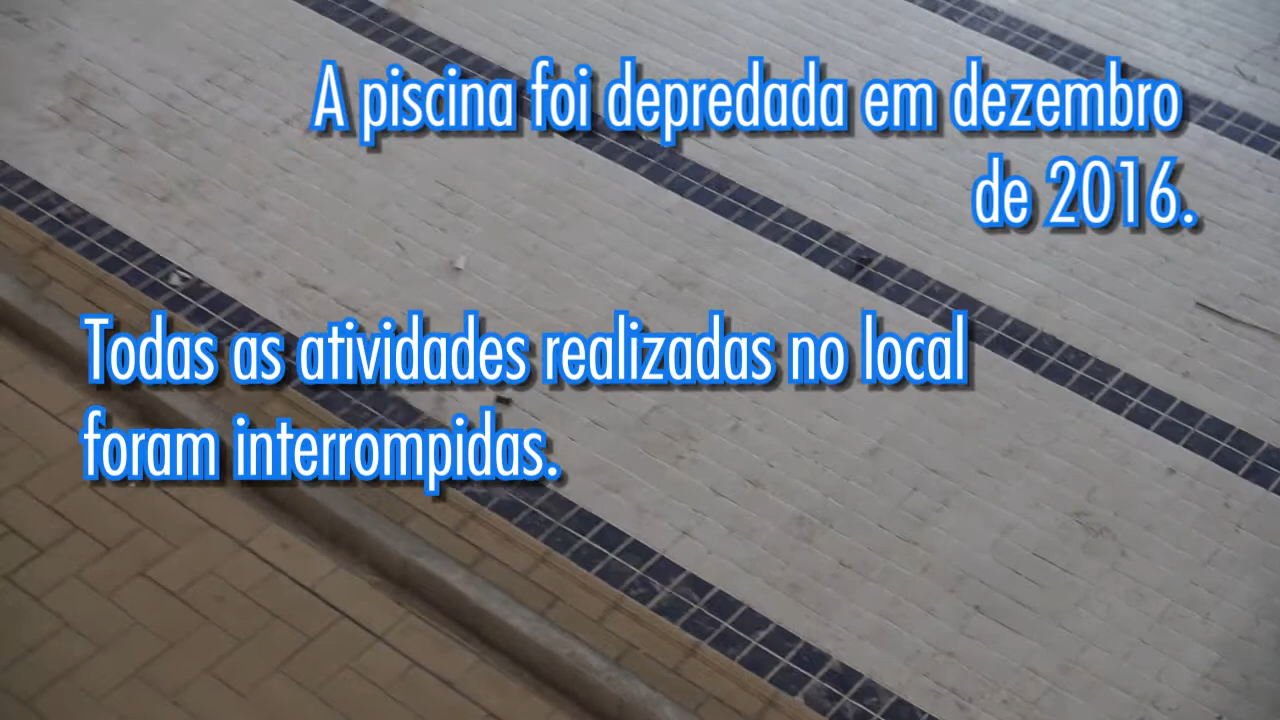 A piscina foi depredada em dezembro
de 2016.
Todas as atividades realizadas no local
foram interrompidas.